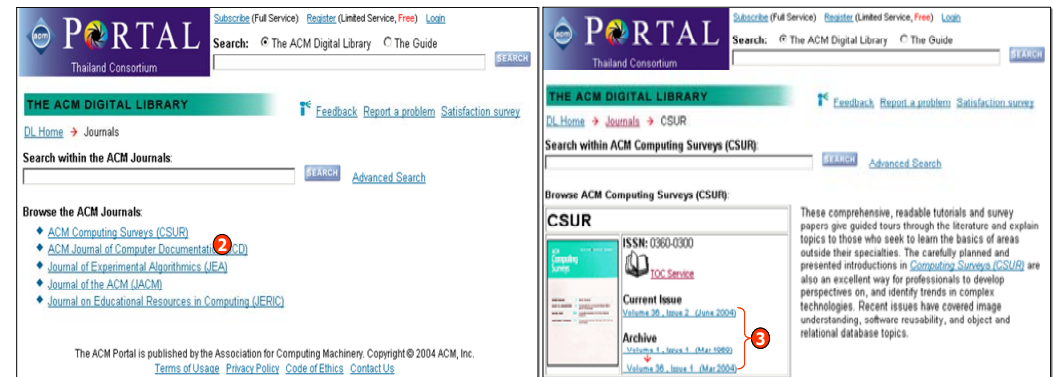 Subscribe (Full Service) Register (Limited Service, Free) Login
acm PORTAL
Thailand Consortium
Search: The ACM Digital Library The Guide
SEARCH
THE ACM DIGITAL LIBRARY
Feedback Report a problem Satisfaction survey
DL Home → Journals
Search within the ACM Journals:
SEARCH Advanced Search
Browse the ACM Journals:
ACM Computing Surveys (CSUR)
ACM Journal of Computer Documentati 2 CD)
Journal of Experimental Algorithmics (JEA)
Journal of the ACM (JACM)
Journal on Educational Resources in Computing (JERIC)
The ACM Portal is published by the Association for Computing Machinery. Copyright © 2004 ACM, Inc.
Terms of Usage Privacy Policy Code of Ethics Contact Us
Subscribe (Full Service) Register (Limited Service, Free) Login
acm PORTAL
Thailand Consortium
Search: The ACM Digital Library The Guide
SEARCH
THE ACM DIGITAL LIBRARY
Feedback Report a problem Satisfaction survey
DL Home → Journals → CSUR
Search within ACM Computing Surveys (CSUR):
SEARCH Advanced Search
Browse ACM Computing Surveys (CSUR):
CSUR
Computing
Surveys
ISSN: 0360-0300
TOC Service
Current Issue
Volume 36 , Issue 2 (June 2004)
Archive
3
Volume 1 , Issue 1 (Mar 1969)
Volume 36 , Issue 1 (Mar 2004)
These comprehensive, readable tutorials and survey
papers give guided tours through the literature and explain
topics to those who seek to learn the basics of areas
outside their specialties. The carefully planned and
presented introductions in Computing Surveys (CSUR) are
also an excellent way for professionals to develop
perspectives on, and identify trends in complex
technologies. Recent issues have covered image
understanding, software reusability, and object and
relational database topics.